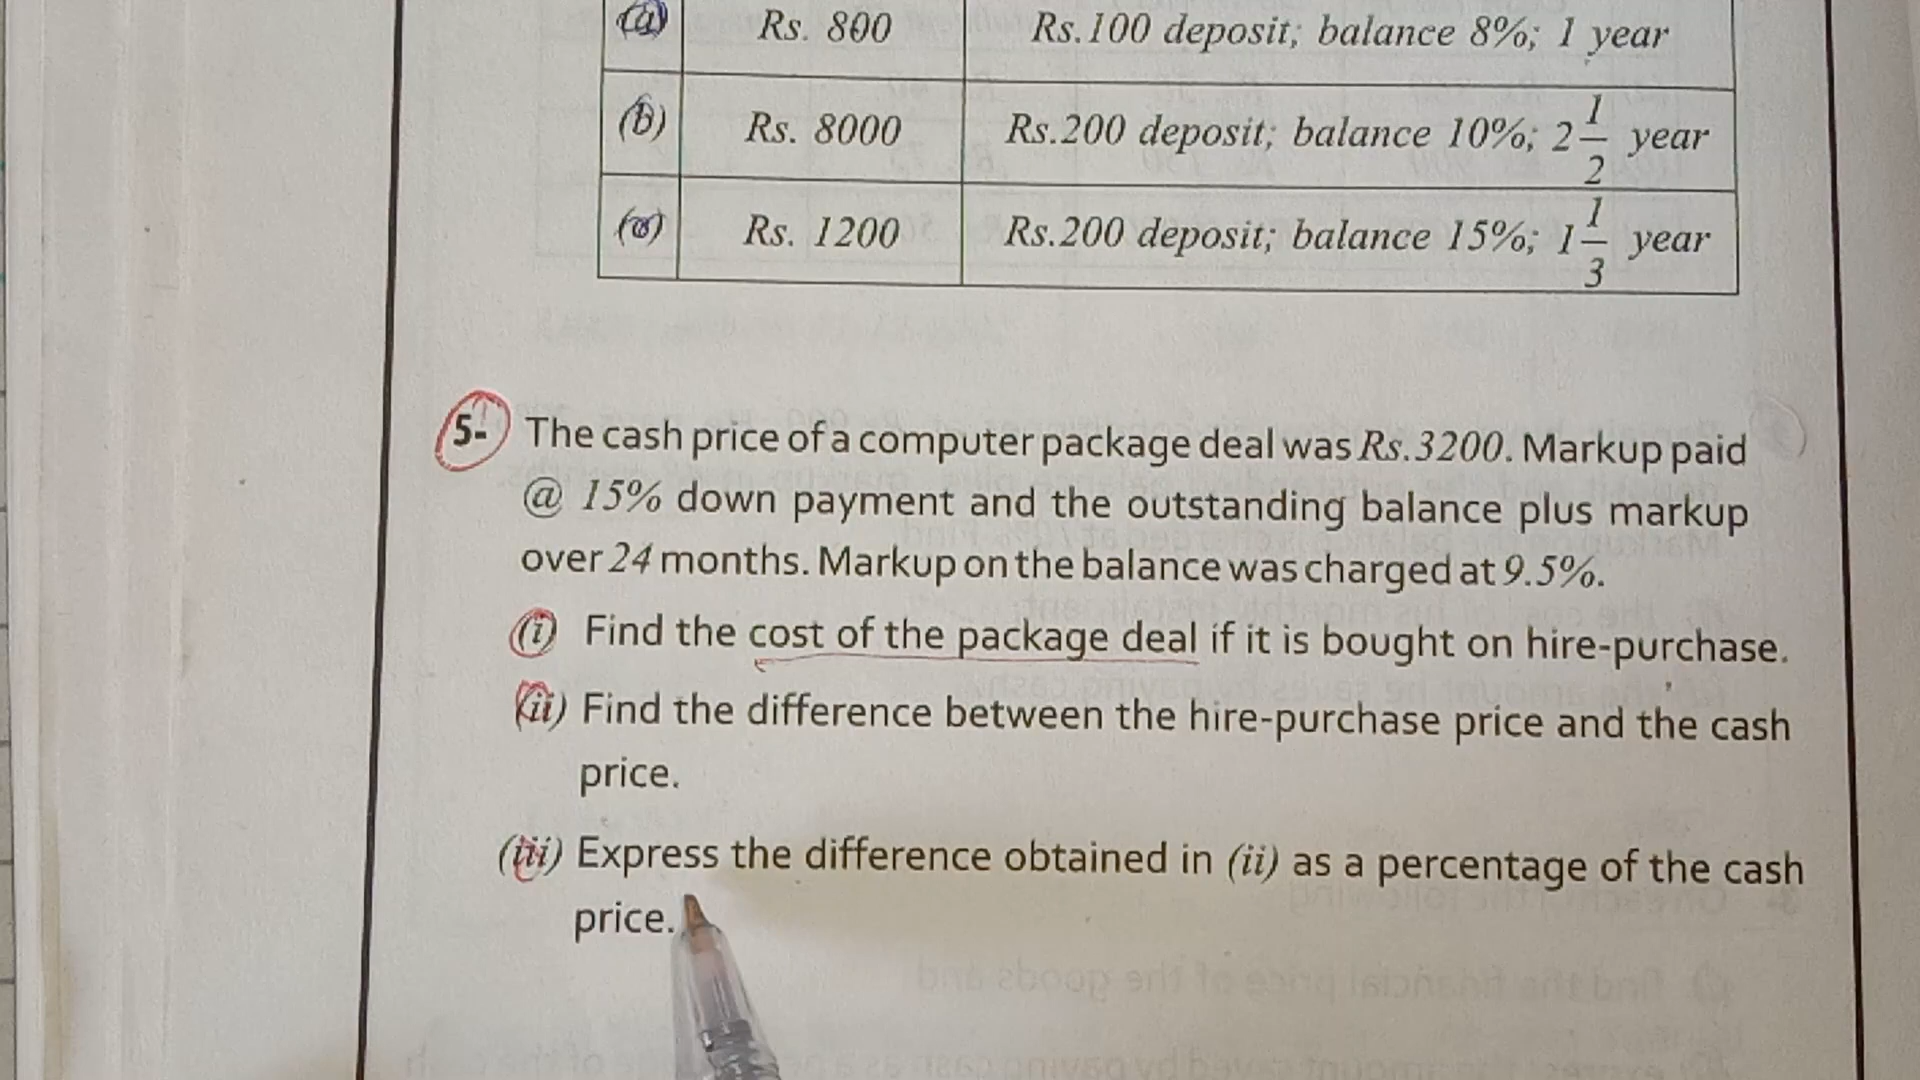 (a) Rs. 800 Rs.100 deposit; balance 8%; 1 year
(b) Rs. 8000 Rs.200 deposit; balance 10%; 2 1/2 year
Rs. 1200 Rs.200 deposit; balance 15%; 1 1/3 year
5- The cash price of a computer package deal was Rs.3200. Markup paid
@ 15% down payment and the outstanding balance plus markup
over 24 months. Markup on the balance was charged at 9.5%.
(i) Find the cost of the package deal if it is bought on hire-purchase.
(ii) Find the difference between the hire-purchase price and the cash
price.
(iii) Express the difference obtained in (ii) as a percentage of the cash
price.